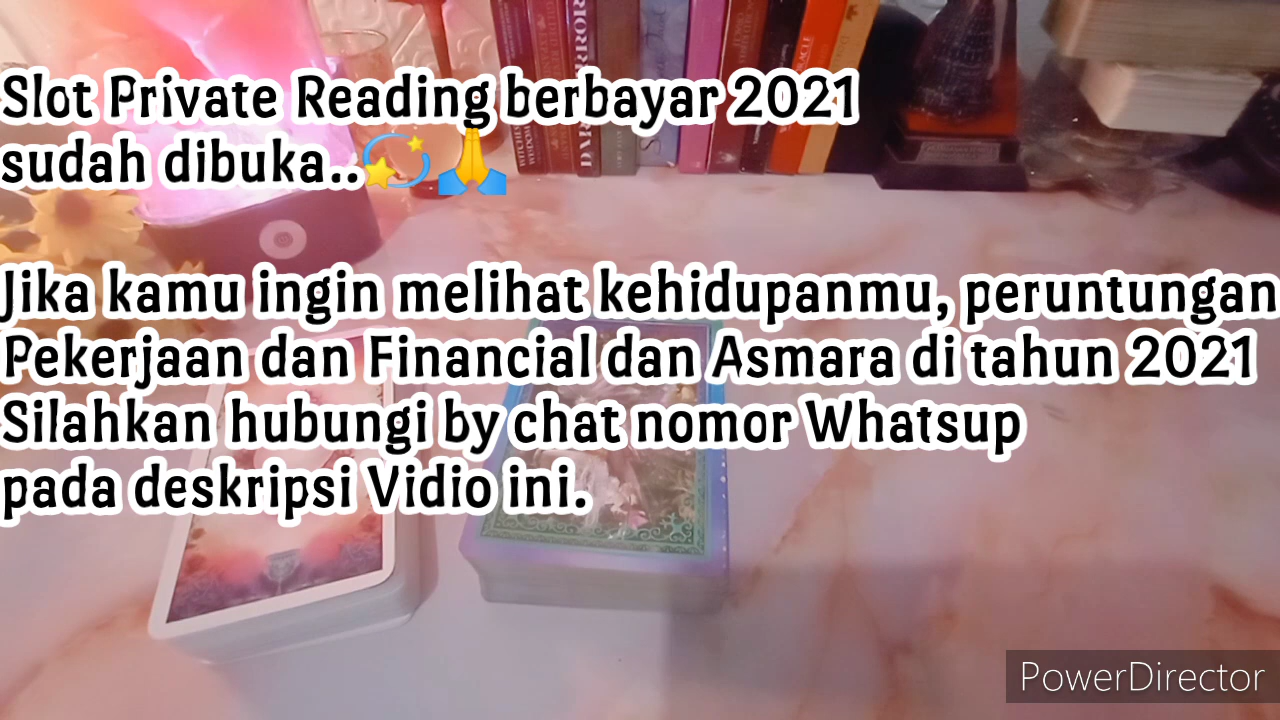 Slot Private Reading berbayar 2021
sudah dibuka..💫🙏
Jika kamu ingin melihat kehidupanmu, peruntungan
Pekerjaan dan Financial dan Asmara di tahun 2021
Silahkan hubungi by chat nomor Whatsup
pada deskripsi Vidio ini.
PowerDirector